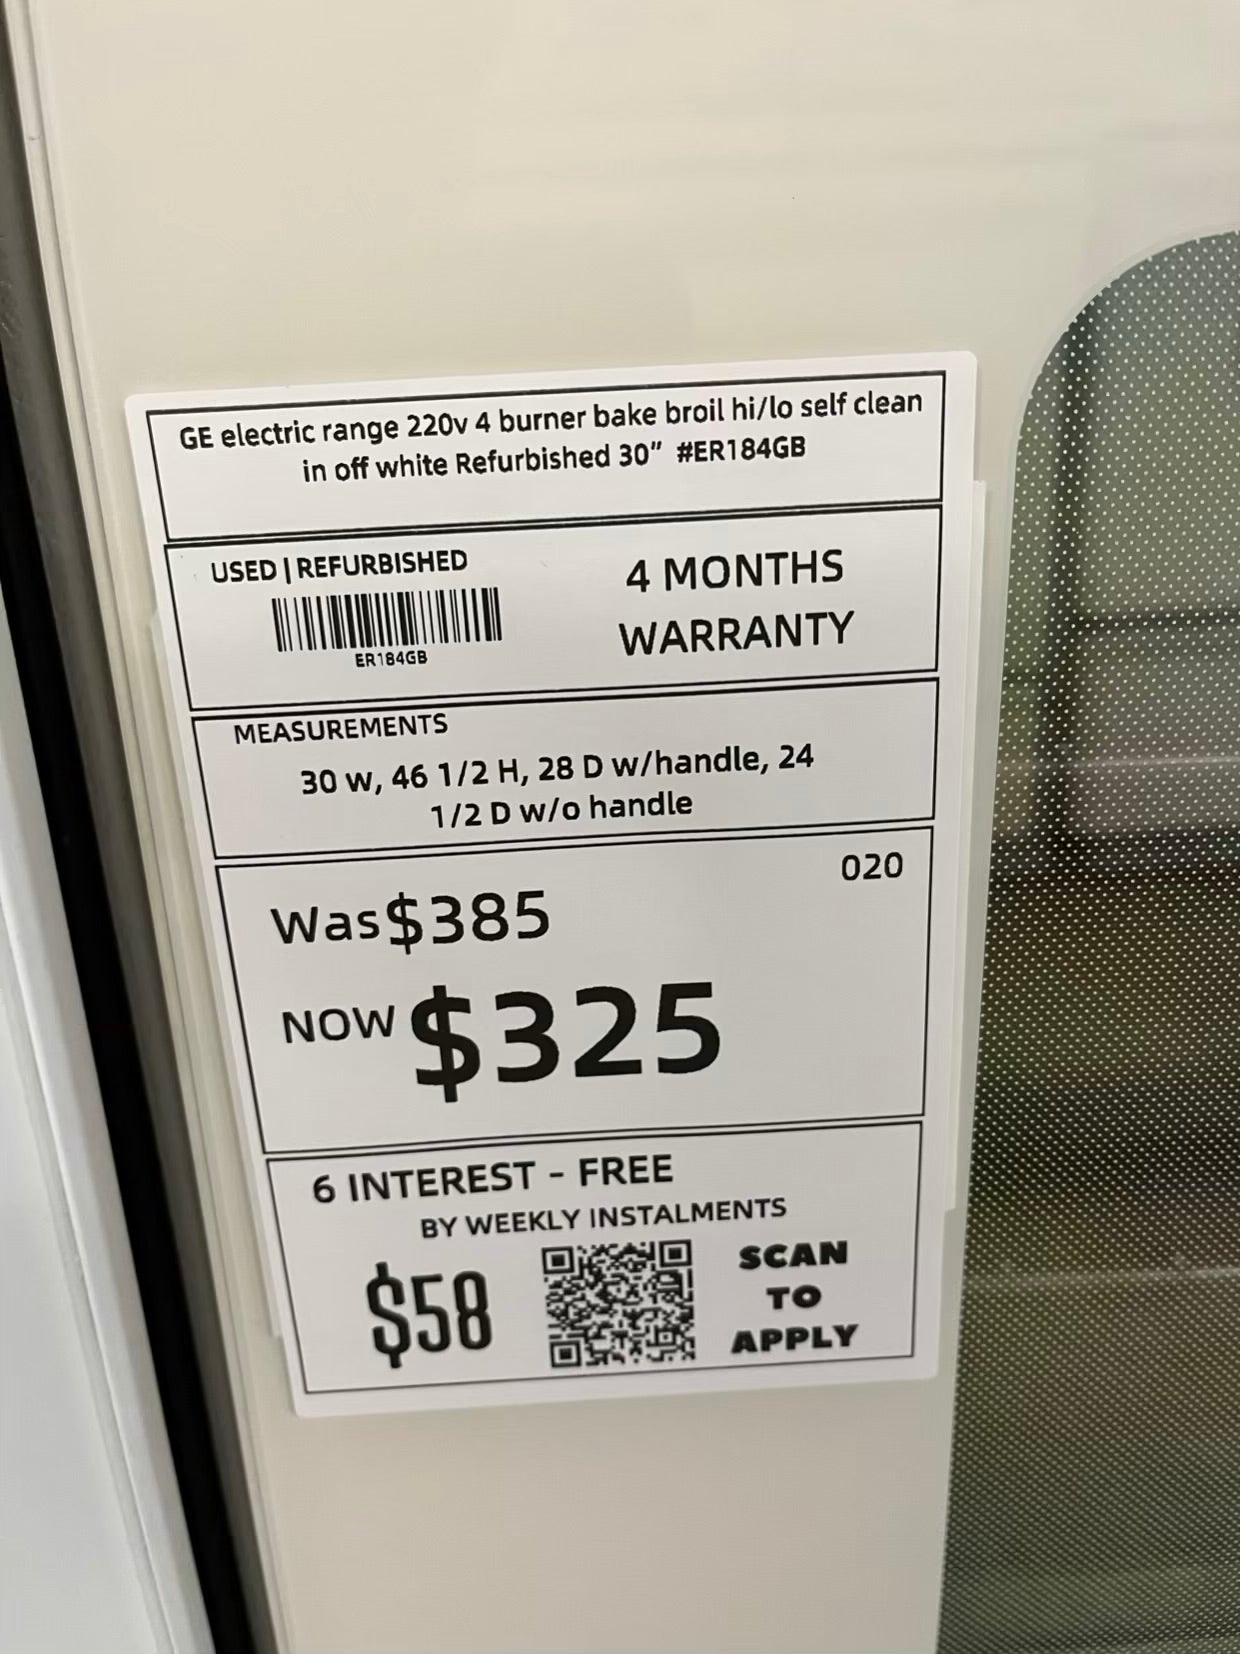 GE electric range 220v 4 burner bake broil hi/lo self clean
in off white Refurbished 30” #ER184GB
USED | REFURBISHED
ER184GB
4 MONTHS
WARRANTY
MEASUREMENTS
30 w, 46 1/2 H, 28 D w/handle, 24
1/2 D w/o handle
020
Was $385
NOW $325
6 INTEREST - FREE
BY WEEKLY INSTALMENTS
$58
SCAN
TO
APPLY